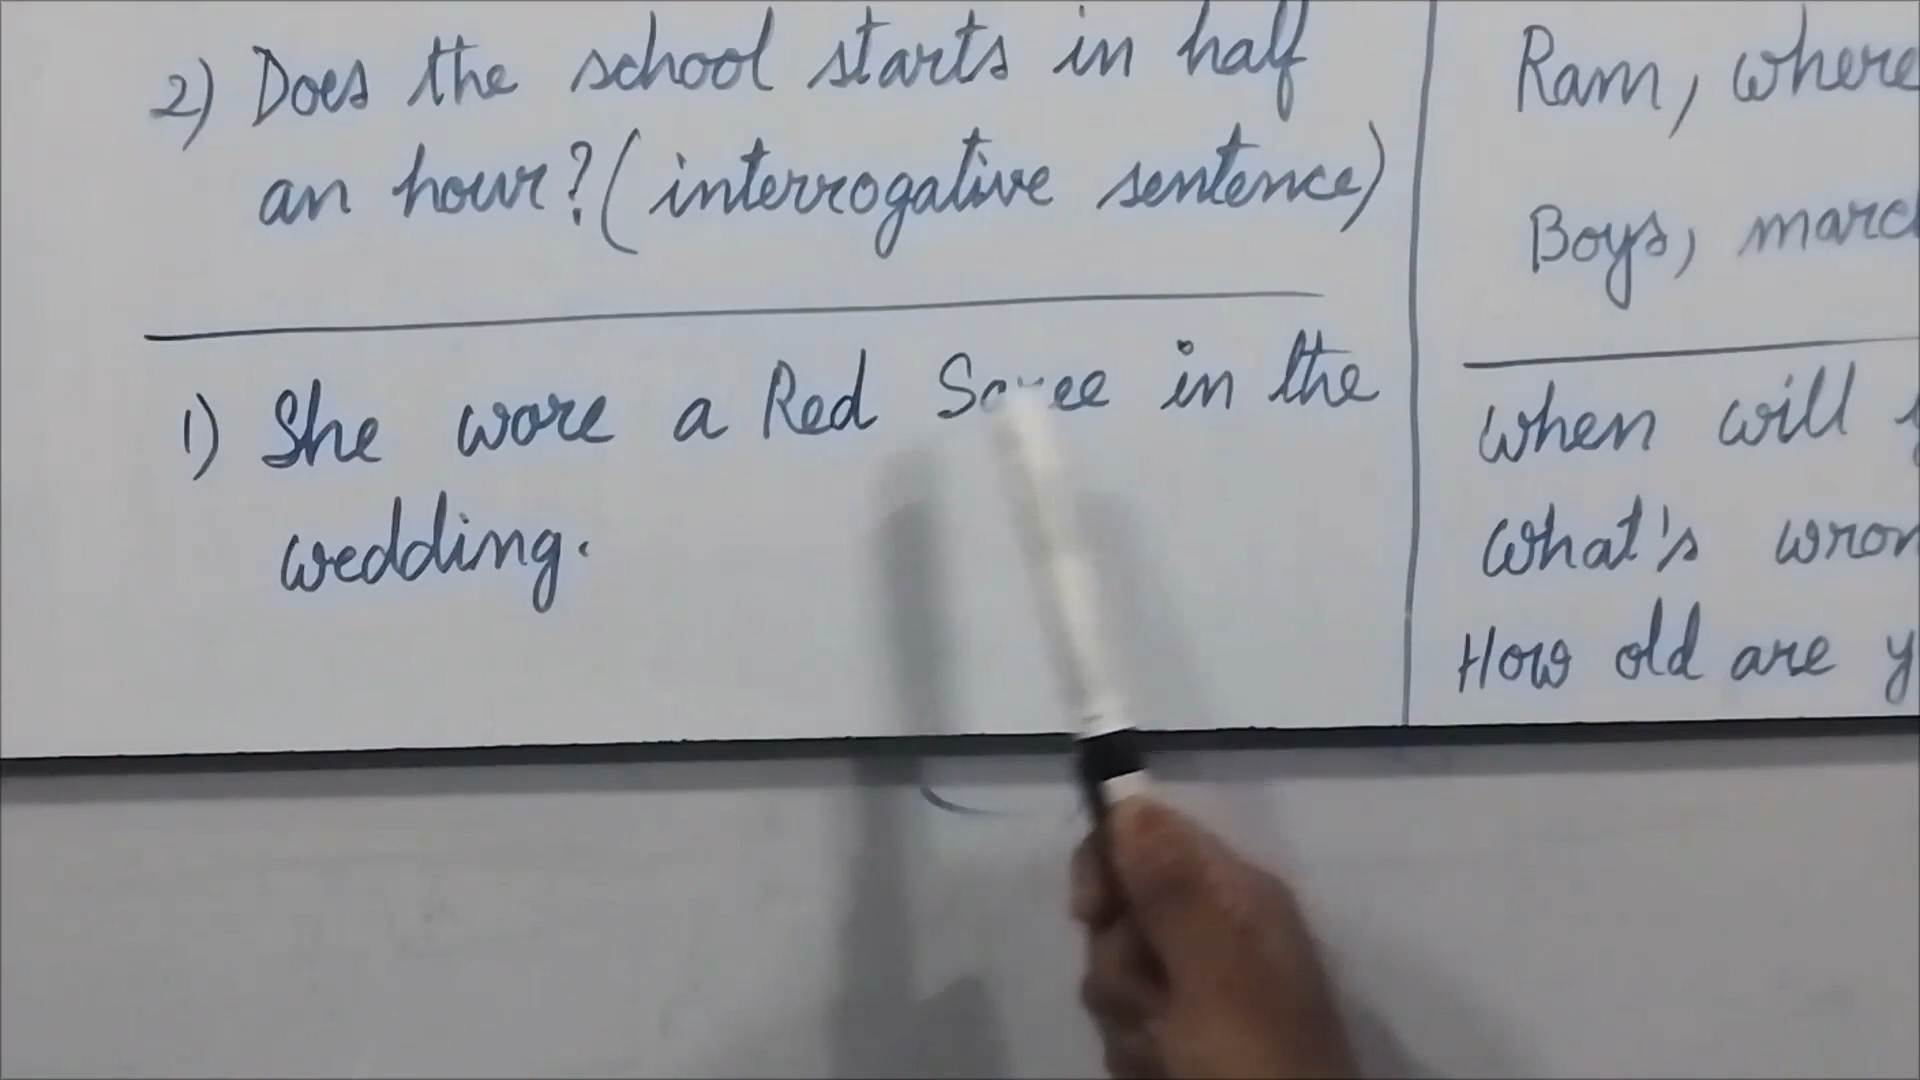 2) Does the school starts in half
an hour? (interrogative sentence)
1) She wore a Red in the
wedding.
Ram, where
Boys,
When will
What's
How old are